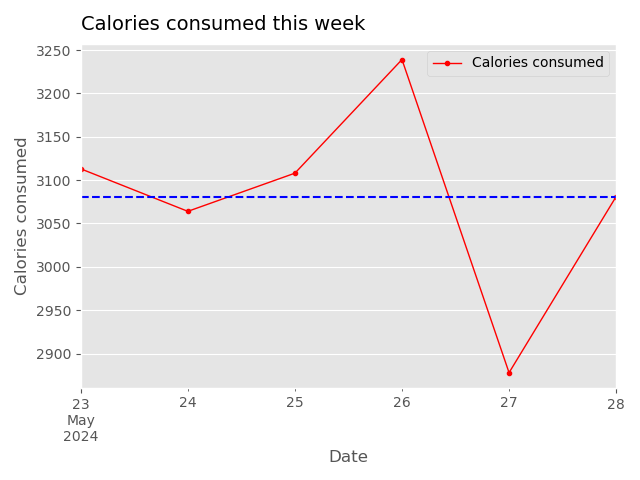 Calories consumed this week
Calories consumed
3250
3200
3150
3100
3050
3000
2950
2900
Calories consumed
23 24 25 26 27 28
May
2024
Date